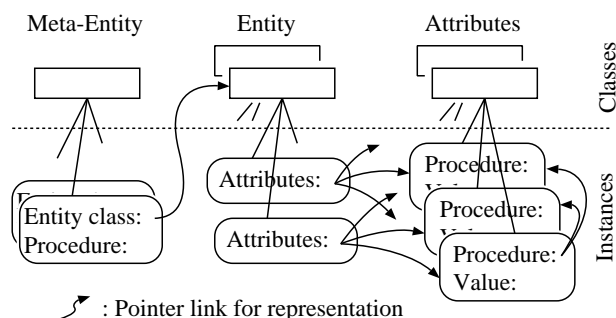 Meta-Entity
Entity
Attributes
Classes
Entity class:
Procedure:
Attributes:
Attributes:
Procedure:
Procedure:
Procedure:
Value:
Instances
: Pointer link for representation